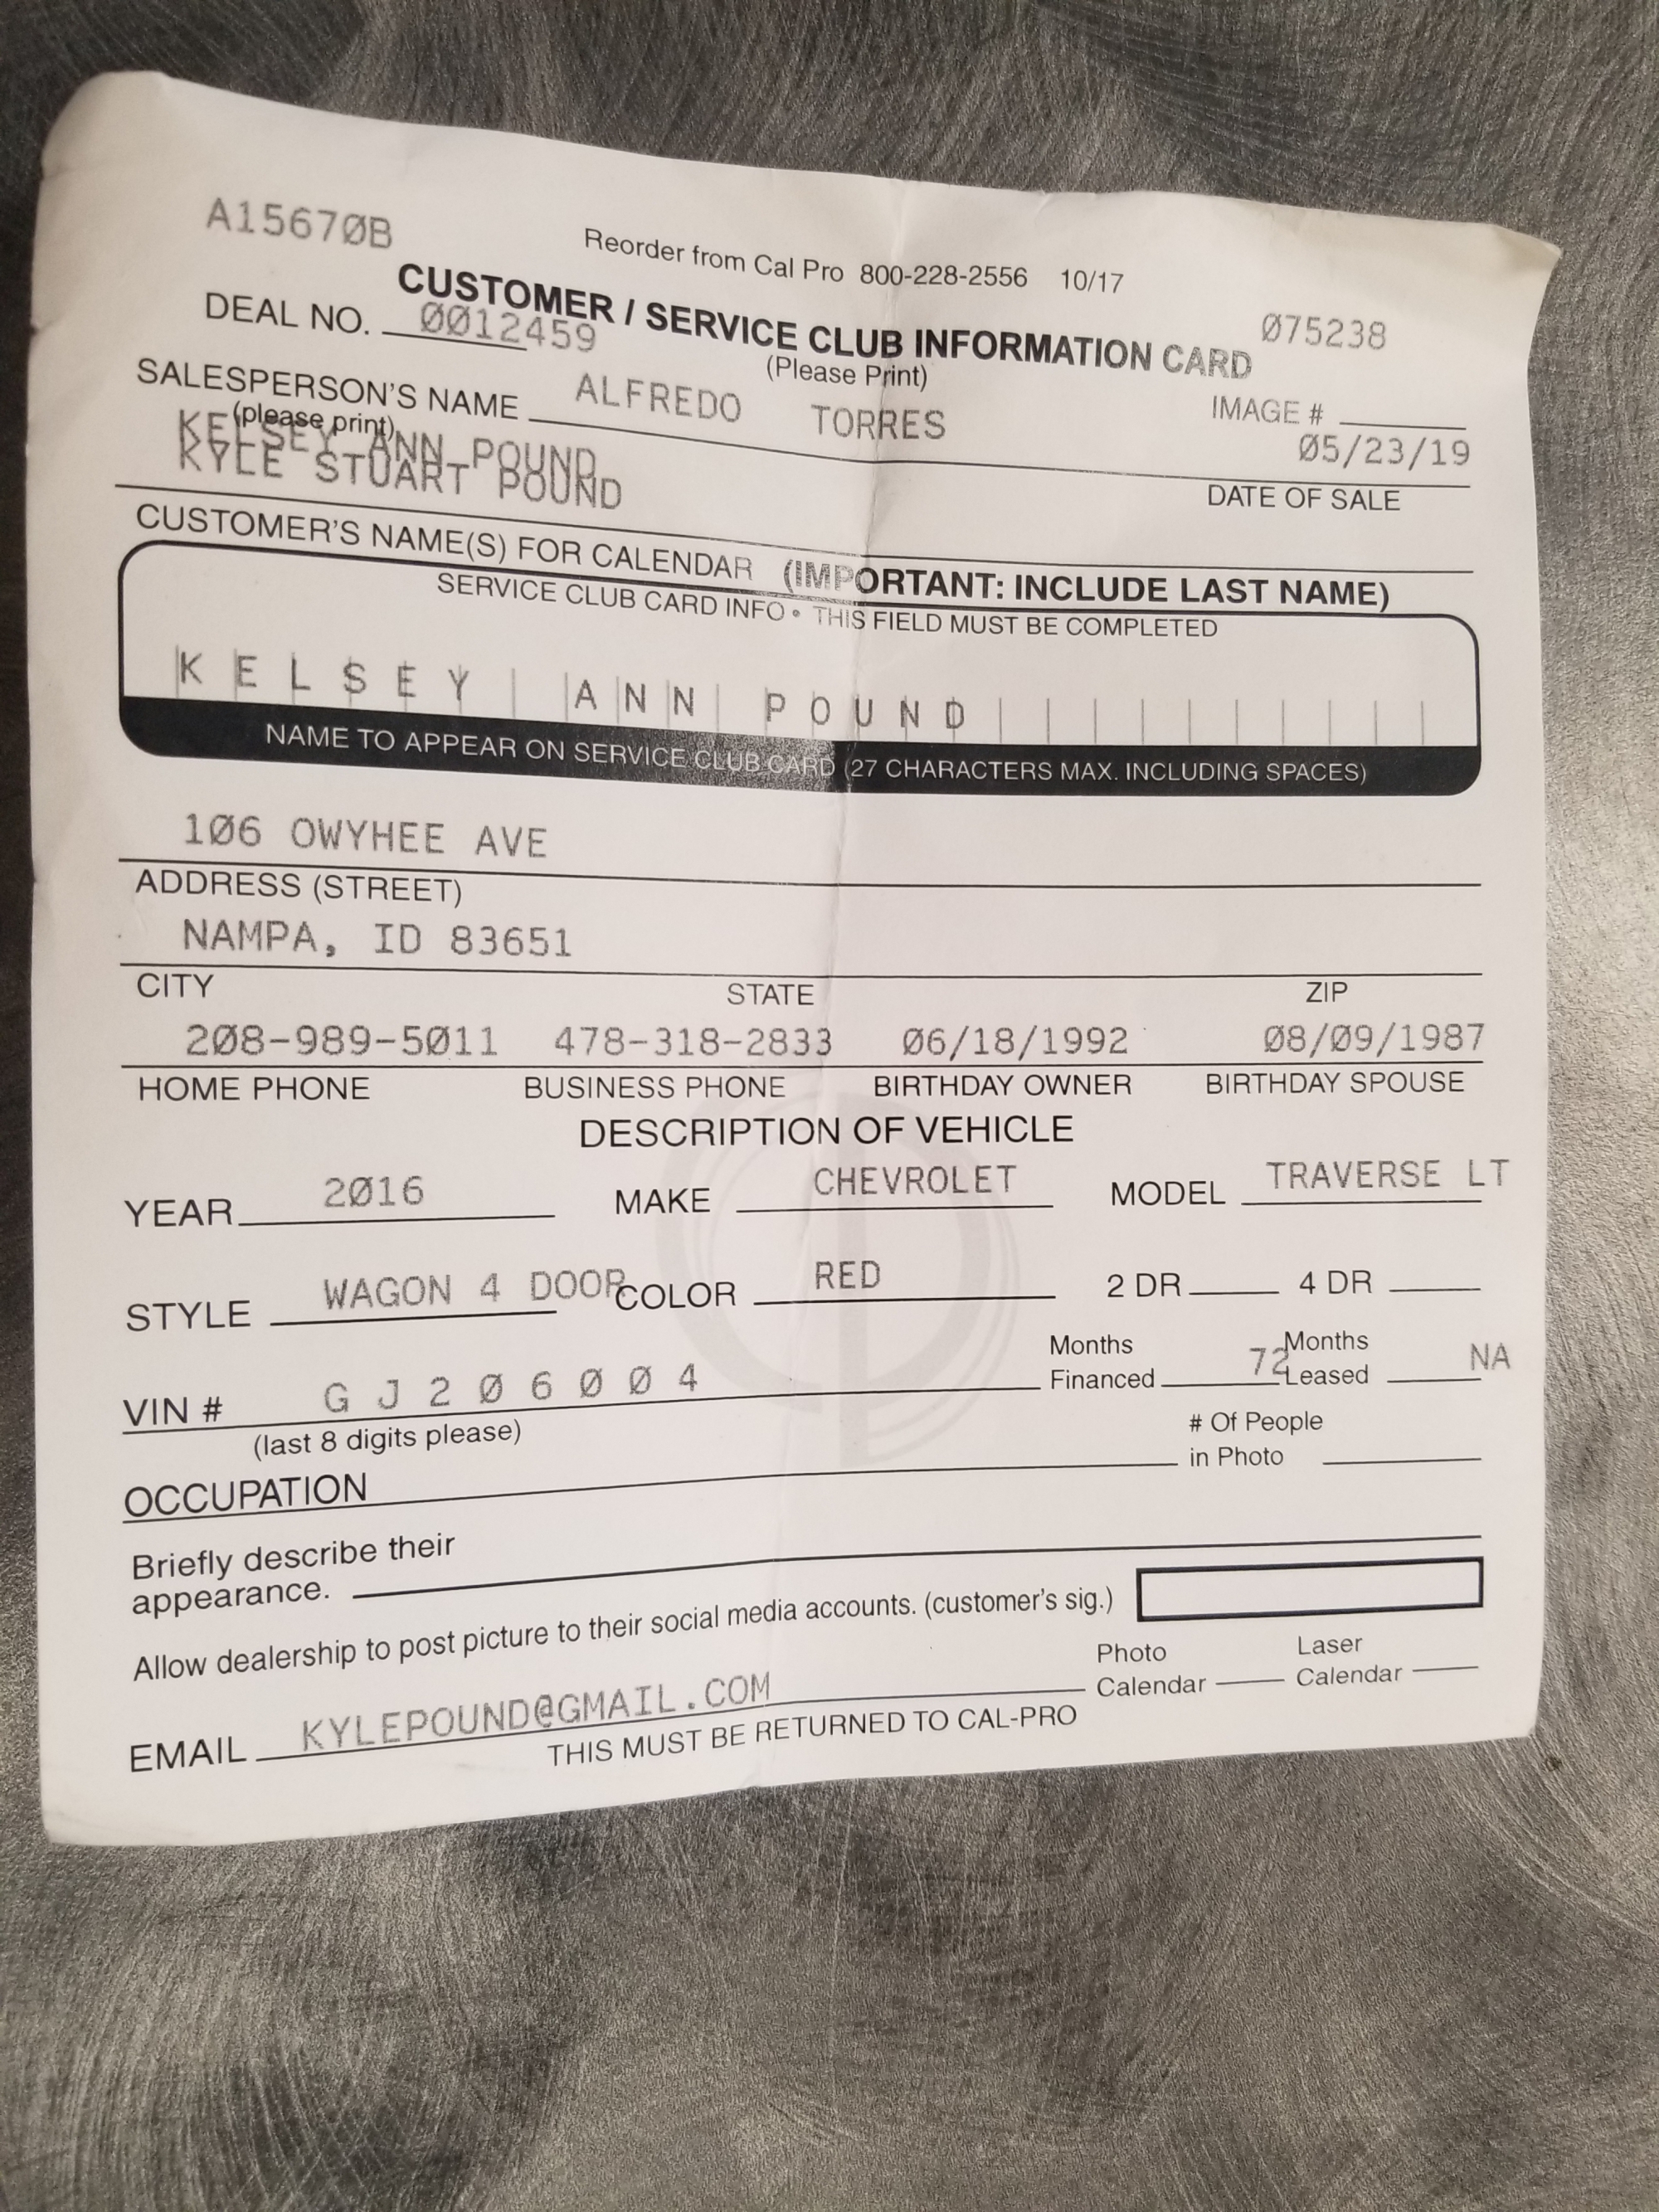 A15670B
Reorder from Cal Pro 800-228-2556 10/17
CUSTOMER / SERVICE CLUB INFORMATION CARD
DEAL NO. 0012459
075238
(Please Print)
SALESPERSON'S NAME ALFREDO TORRES
IMAGE #
(please print)
KELSEY ANN POUND
KYLE STUART POUND
05/23/19
DATE OF SALE
CUSTOMER'S NAME(S) FOR CALENDAR (IMPORTANT: INCLUDE LAST NAME)
SERVICE CLUB CARD INFO • THIS FIELD MUST BE COMPLETED
KELSEY ANN POUND
NAME TO APPEAR ON SERVICE CLUB CARD (27 CHARACTERS MAX. INCLUDING SPACES)
106 OWYHEE AVE
ADDRESS (STREET)
NAMPA, ID 83651
CITY STATE ZIP
208-989-5011 478-318-2833 06/18/1992 08/09/1987
HOME PHONE BUSINESS PHONE BIRTHDAY OWNER BIRTHDAY SPOUSE
DESCRIPTION OF VEHICLE
YEAR 2016 MAKE CHEVROLET MODEL TRAVERSE LT
STYLE WAGON 4 DOOR COLOR RED 2 DR 4 DR
VIN # GJ206004 Months Financed 72 Months Leased NA
(last 8 digits please)
# Of People
in Photo
OCCUPATION
Briefly describe their
appearance.
Allow dealership to post picture to their social media accounts. (customer's sig.)
Photo Calendar Laser Calendar
EMAIL KYLEPOUND@GMAIL.COM
THIS MUST BE RETURNED TO CAL-PRO